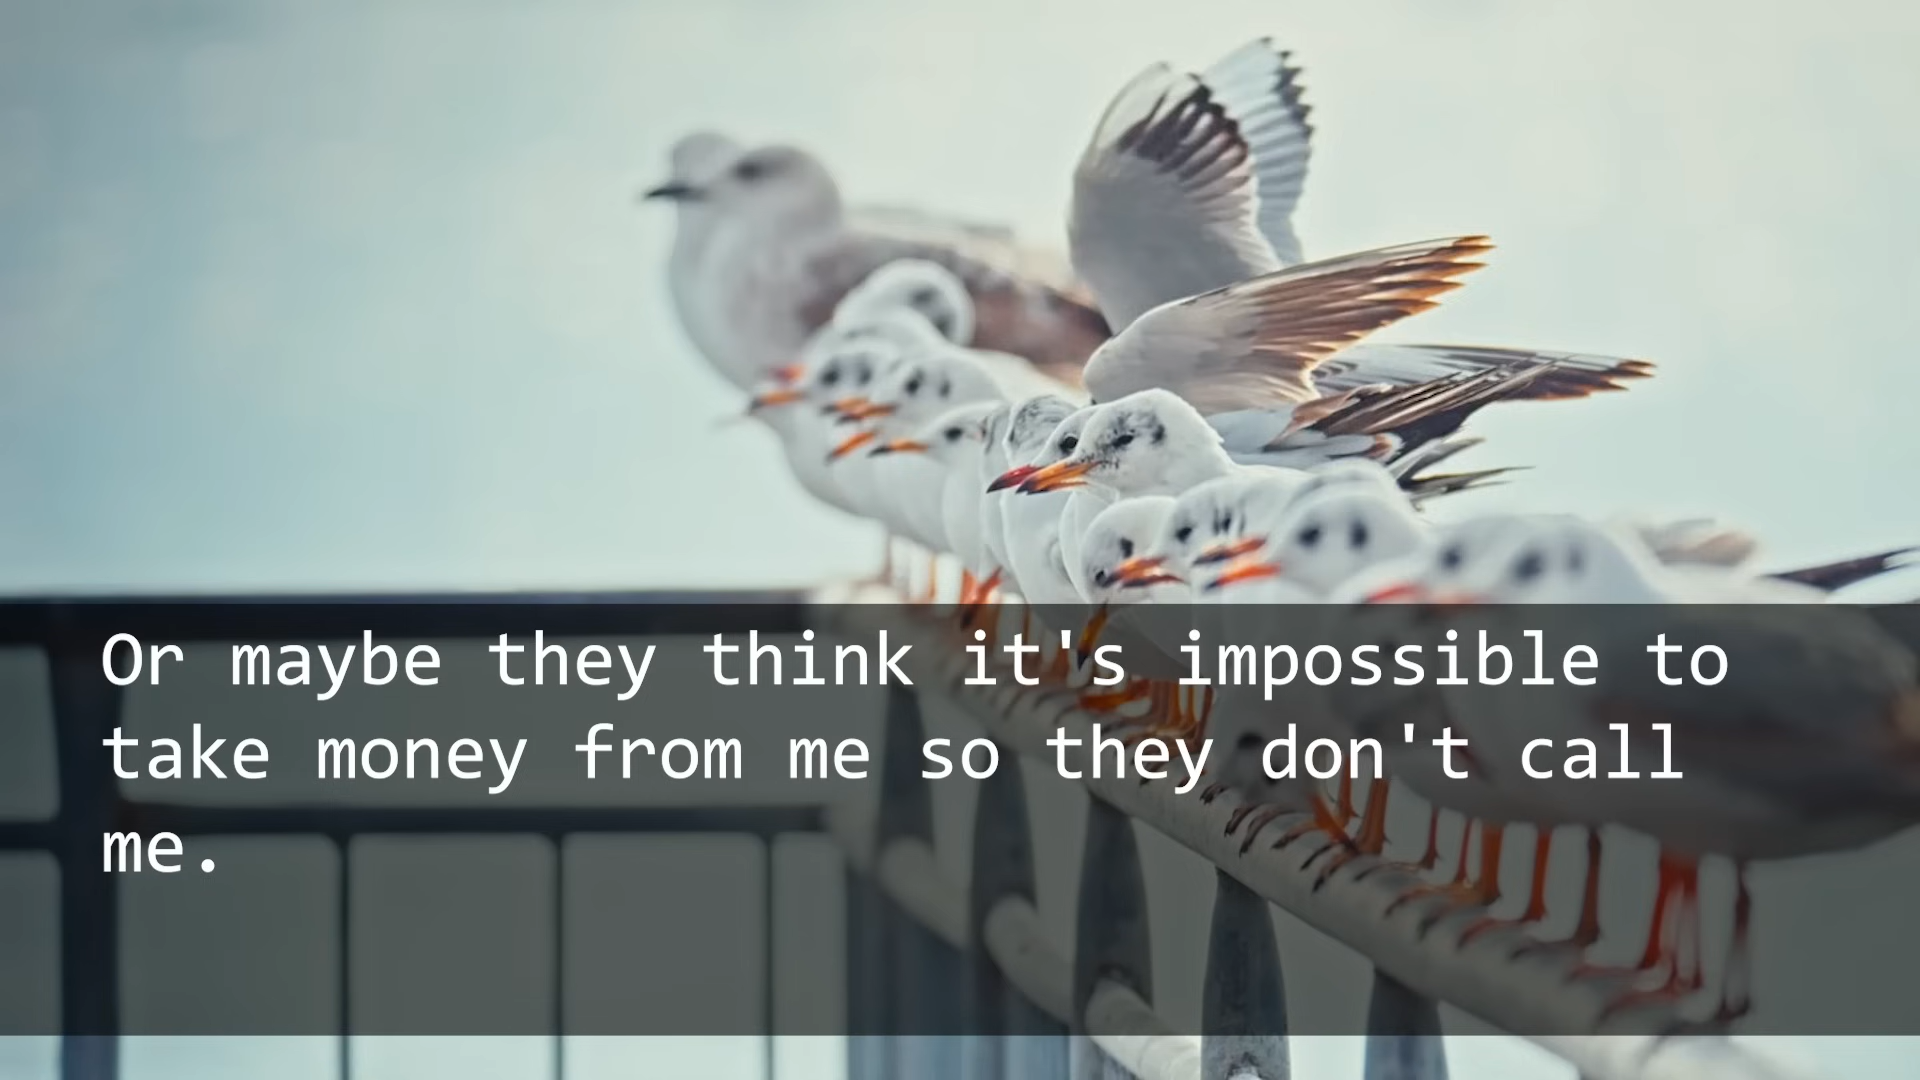 Or maybe they think it's impossible to
take money from me so they don't call
me.